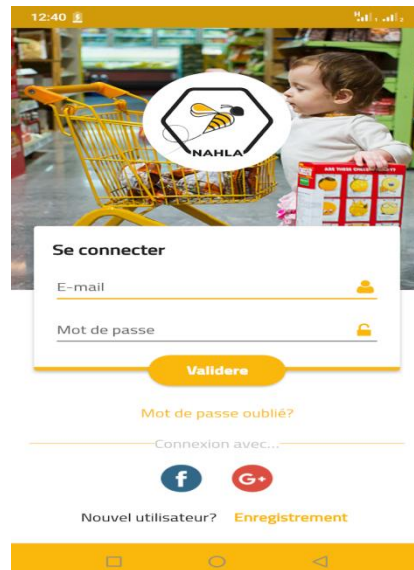 12:40
NAHLA
Se connecter
E-mail
Mot de passe
Validere
Mot de passe oublié?
Connexion avec...
f
G+
Nouvel utilisateur? Enregistrement